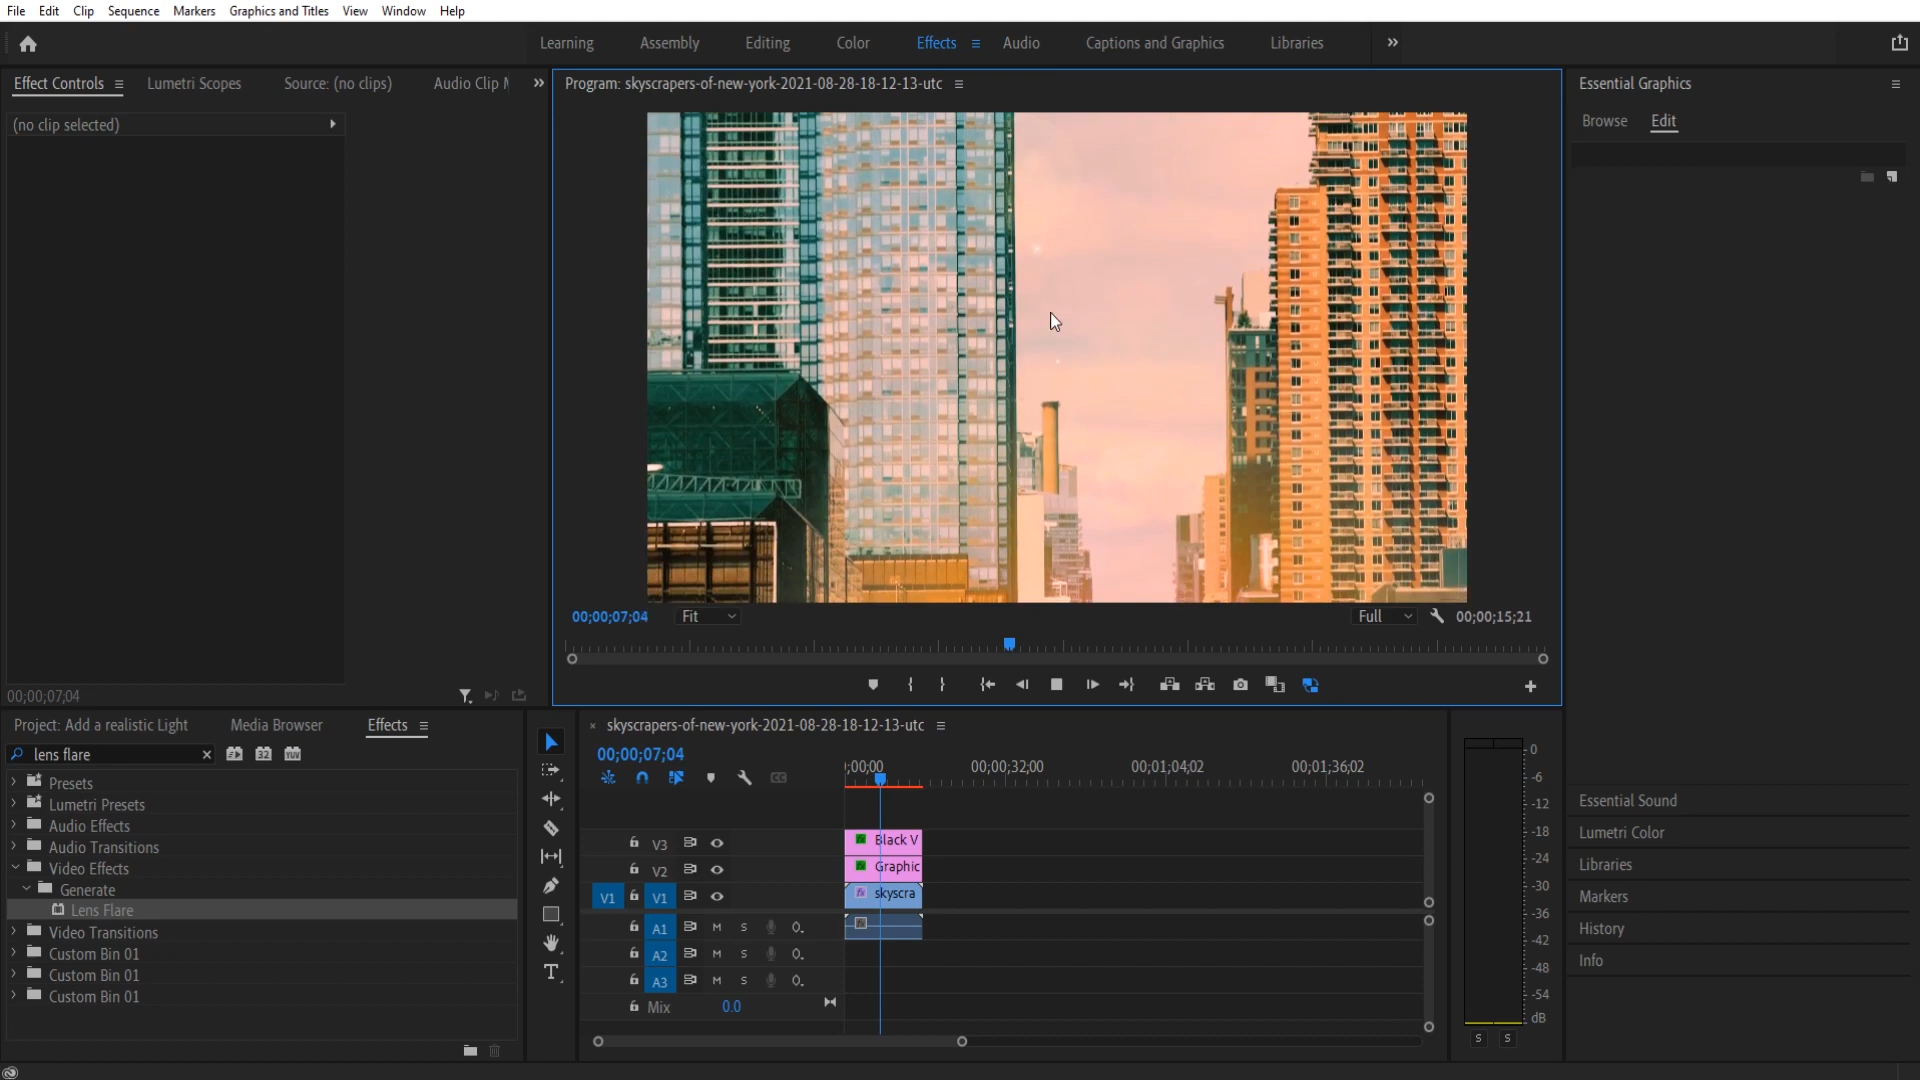 File Edit Clip Sequence Markers Graphics and Titles View Window Help
Learning Assembly Editing Color Effects Audio Captions and Graphics Libraries
Effect Controls Lumetri Scopes Source: (no clips) Audio Clip M
(no clip selected)
00;00;07;04
Program: skyscrapers-of-new-york-2021-08-28-18-12-13-utc
00;00;07;04 Fit Full 00;00;15;21
Essential Graphics
Browse Edit
Essential Sound
Lumetri Color
Libraries
Markers
History
Info
Project: Add a realistic Light Media Browser Effects
lens flare 32 YUV
Presets
Lumetri Presets
Audio Effects
Audio Transitions
Video Effects
Generate
Lens Flare
Video Transitions
Custom Bin 01
Custom Bin 01
Custom Bin 01
× skyscrapers-of-new-york-2021-08-28-18-12-13-utc
00;00;07;04
;00;00 00;00;32;00 00;01;04;02 00;01;36;02
V3 fx Black V
V2 fx Graphic
V1 V1 fx skyscra
A1 M S fx
A2 M S
A3 M S
Mix 0.0
0
-6
-12
-18
-24
-30
-36
-42
-48
-54
dB
S S